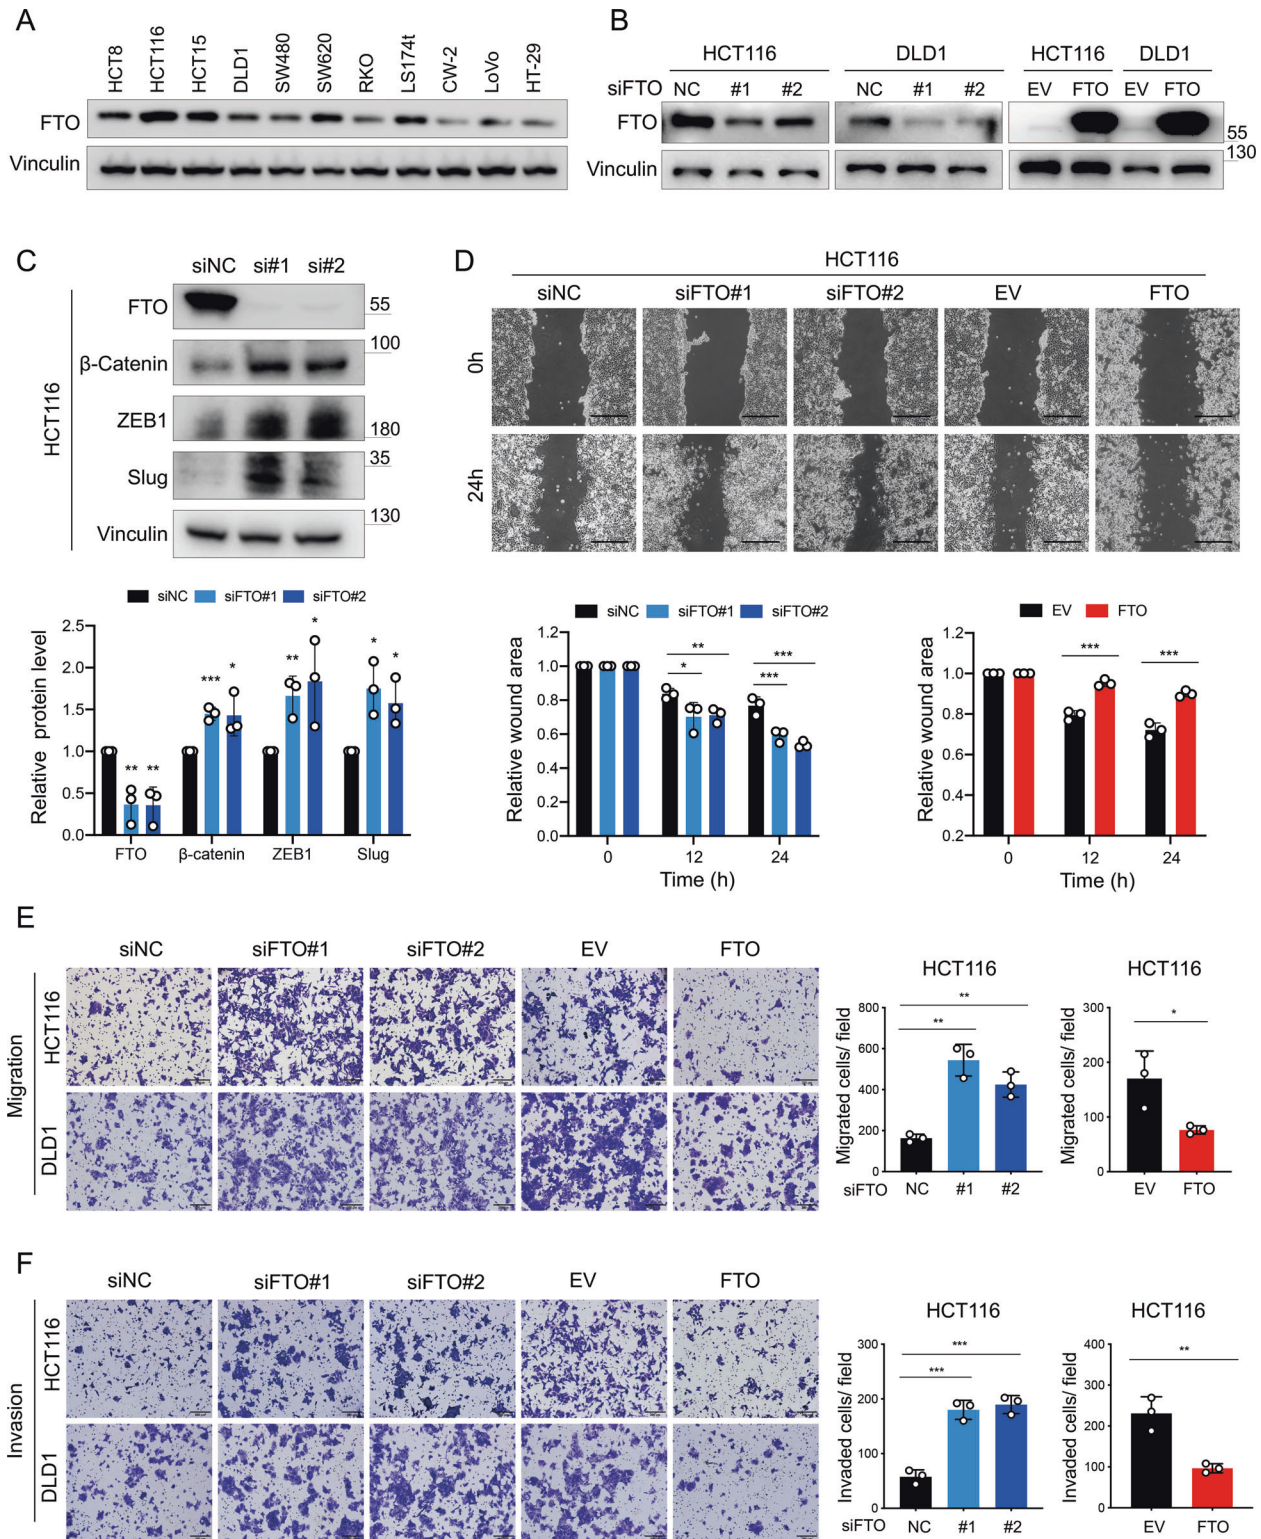 A
HCT8 HCT116 HCT15 DLD1 SW480 SW620 RKO LS174t CW-2 LoVo HT-29
FTO
Vinculin
B
HCT116 DLD1 HCT116 DLD1
siFTO NC #1 #2 NC #1 #2 EV FTO EV FTO
FTO
55
130
Vinculin
C
siNC si#1 si#2
HCT116
FTO
55
100
β-Catenin
ZEB1
180
35
Slug
130
Vinculin
siNC siFTO#1 siFTO#2
Relative protein level
2.5
2.0
1.5
1.0
0.5
0.0
** ** *** * ** * * *
FTO β-catenin ZEB1 Slug
D
HCT116
siNC siFTO#1 siFTO#2 EV FTO
0h
24h
siNC siFTO#1 siFTO#2
Relative wound area
1.2
1.0
0.8
0.6
0.4
0.2
0.0
** * *** ***
0 12 24
Time (h)
EV FTO
Relative wound area
1.2
1.0
0.8
0.6
0.4
0.2
*** ***
0 12 24
Time (h)
E
siNC siFTO#1 siFTO#2 EV FTO
Migration
HCT116
DLD1
HCT116
Migrated cells/ field
800
600
400
200
0
**
**
siFTO NC #1 #2
HCT116
Migrated cells/ field
300
200
100
0
*
EV FTO
F
siNC siFTO#1 siFTO#2 EV FTO
Invasion
HCT116
DLD1
HCT116
Invaded cells/ field
300
200
100
0
***
***
siFTO NC #1 #2
HCT116
Invaded cells/ field
400
300
200
100
0
**
EV FTO